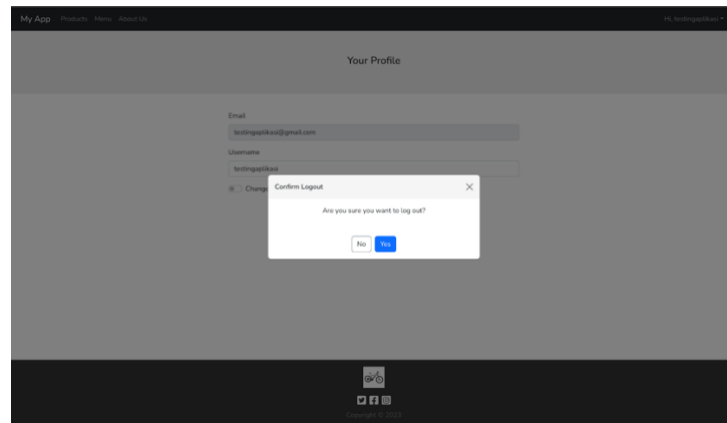 My App Products Menu About Us Hi, testingaplikasi
Your Profile
Email
testingaplikasi@gmail.com
Username
testingaplikasi
Change
Confirm Logout
Are you sure you want to log out?
No Yes
Copyright © 2023